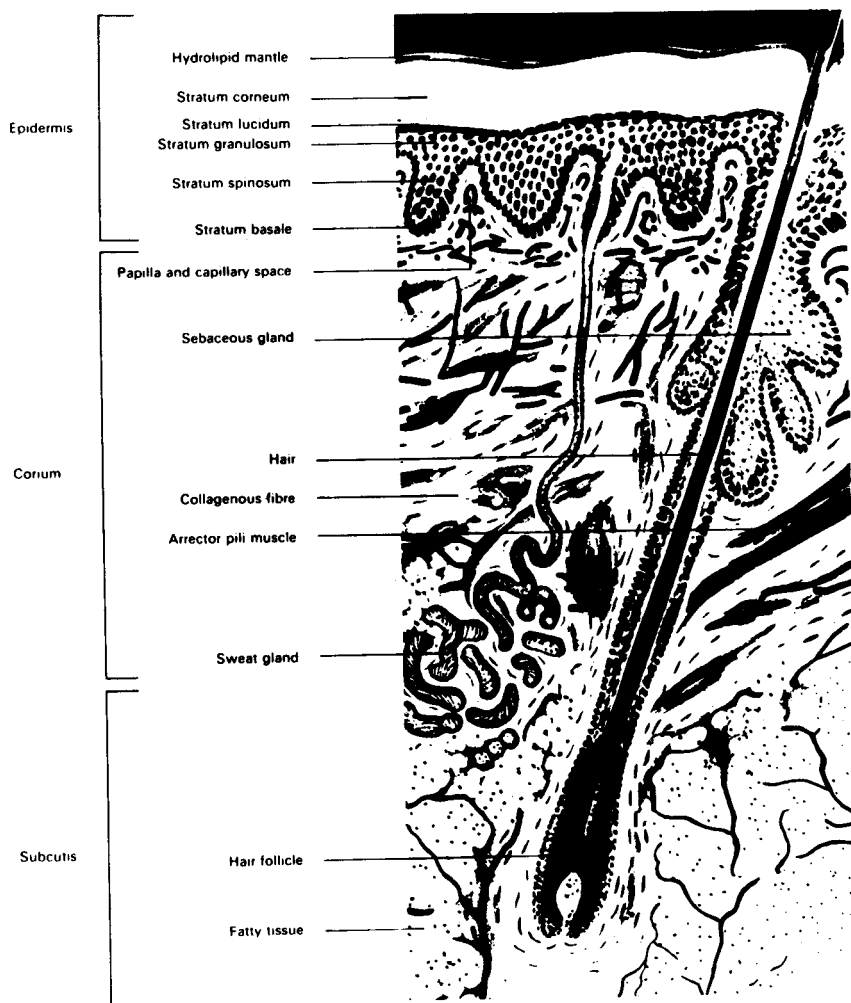 Hydrolipid mantle
Stratum corneum
Stratum lucidum
Epidermis
Stratum granulosum
Stratum spinosum
Stratum basale
Papilla and capillary space
Sebaceous gland
Hair
Corium
Collagenous fibre
Arrector pili muscle
Sweat gland
Subcutis
Hair follicle
Fatty tissue